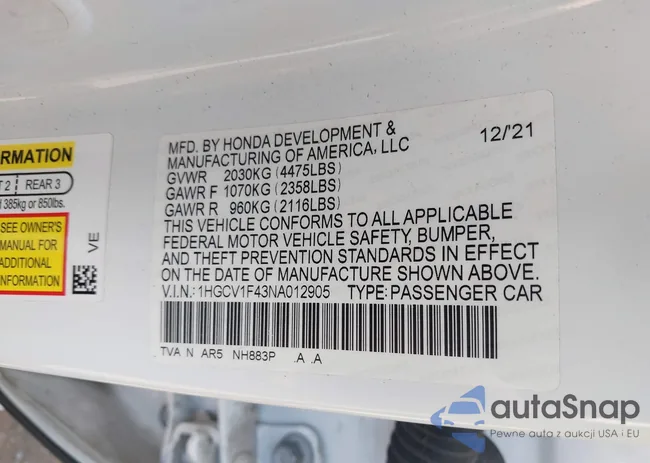 ORMATION
T 2 REAR 3
f 385kg or 850lbs.
SEE OWNER'S
MANUAL FOR
ADDITIONAL
INFORMATION
VE
MFD. BY HONDA DEVELOPMENT & 12/'21
MANUFACTURING OF AMERICA, LLC
GVWR 2030KG (4475LBS)
GAWR F 1070KG (2358LBS)
GAWR R 960KG (2116LBS)
THIS VEHICLE CONFORMS TO ALL APPLICABLE
FEDERAL MOTOR VEHICLE SAFETY, BUMPER,
AND THEFT PREVENTION STANDARDS IN EFFECT
ON THE DATE OF MANUFACTURE SHOWN ABOVE.
V.I.N.: 1HGCV1F43NA012905 TYPE:PASSENGER CAR
TVA N AR5 NH883P .A .A
autaSnap
Pewne auta z aukcji USA i EU